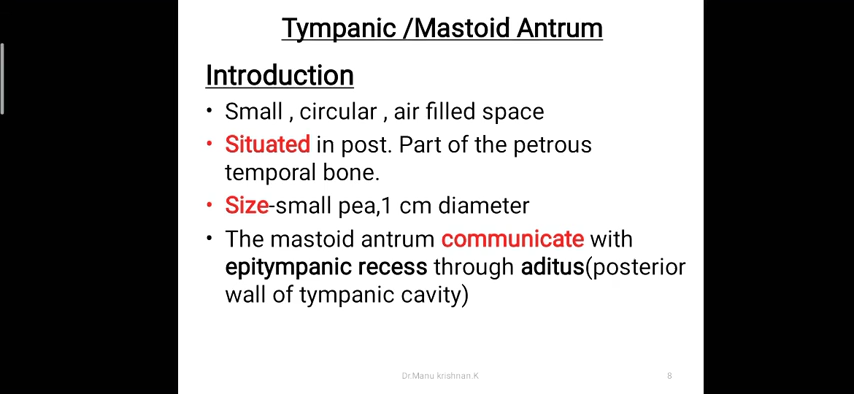 Tympanic /Mastoid Antrum
Introduction
• Small , circular , air filled space
• Situated in post. Part of the petrous
temporal bone.
• Size-small pea,1 cm diameter
• The mastoid antrum communicate with
epitympanic recess through aditus(posterior
wall of tympanic cavity)
Dr.Manu krishnan.K
8